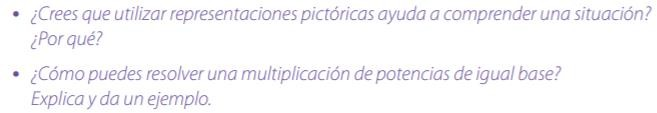 • ¿Crees que utilizar representaciones pictóricas ayuda a comprender una situación?
¿Por qué?
• ¿Cómo puedes resolver una multiplicación de potencias de igual base?
Explica y da un ejemplo.